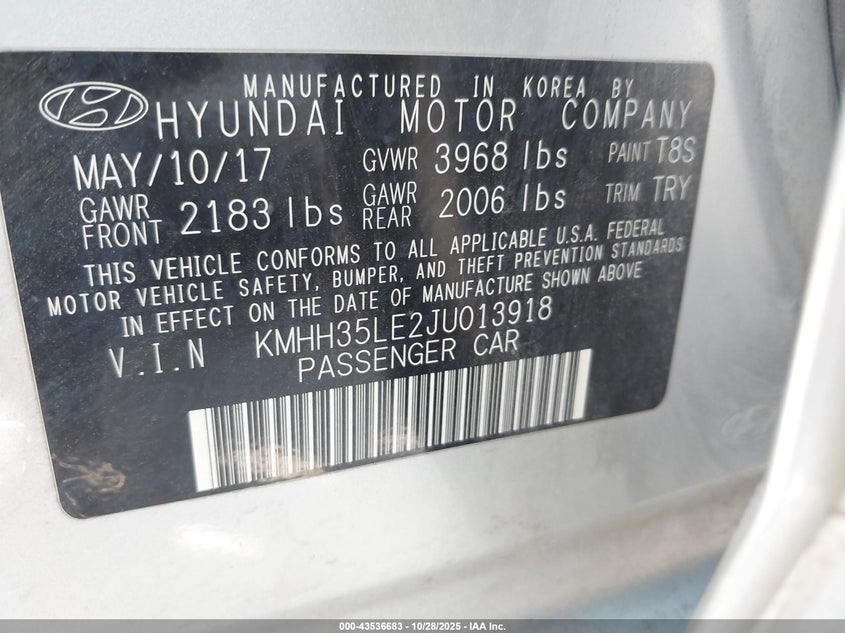 MANUFACTURED IN KOREA BY
HYUNDAI MOTOR COMPANY
MAY/10/17 GVWR 3968 lbs PAINT T8S
GAWR FRONT 2183 lbs GAWR REAR 2006 lbs TRIM TRY
THIS VEHICLE CONFORMS TO ALL APPLICABLE U.S.A. FEDERAL
MOTOR VEHICLE SAFETY, BUMPER, AND THEFT PREVENTION STANDARDS
IN EFFECT ON THE DATE OF MANUFACTURE SHOWN ABOVE
V.I.N KMHH35LE2JU013918
PASSENGER CAR
000-43536683 - 10/28/2025 - IAA Inc.